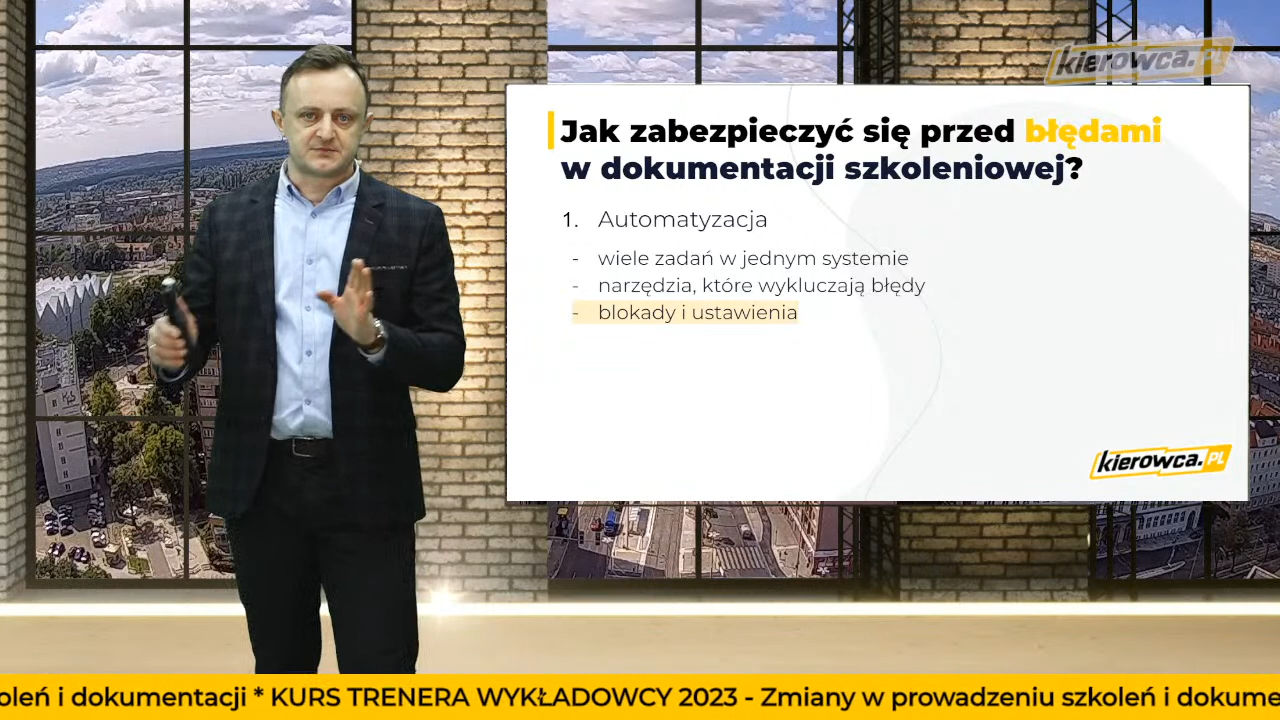 kierowca.PL
Jak zabezpieczyć się przed błędami
w dokumentacji szkoleniowej?
1. Automatyzacja
- wiele zadań w jednym systemie
- narzędzia, które wykluczają błędy
- blokady i ustawienia
kierowca.PL
oleń i dokumentacji * KURS TRENERA WYKŁADOWCY 2023 - Zmiany w prowadzeniu szkoleń i dokume